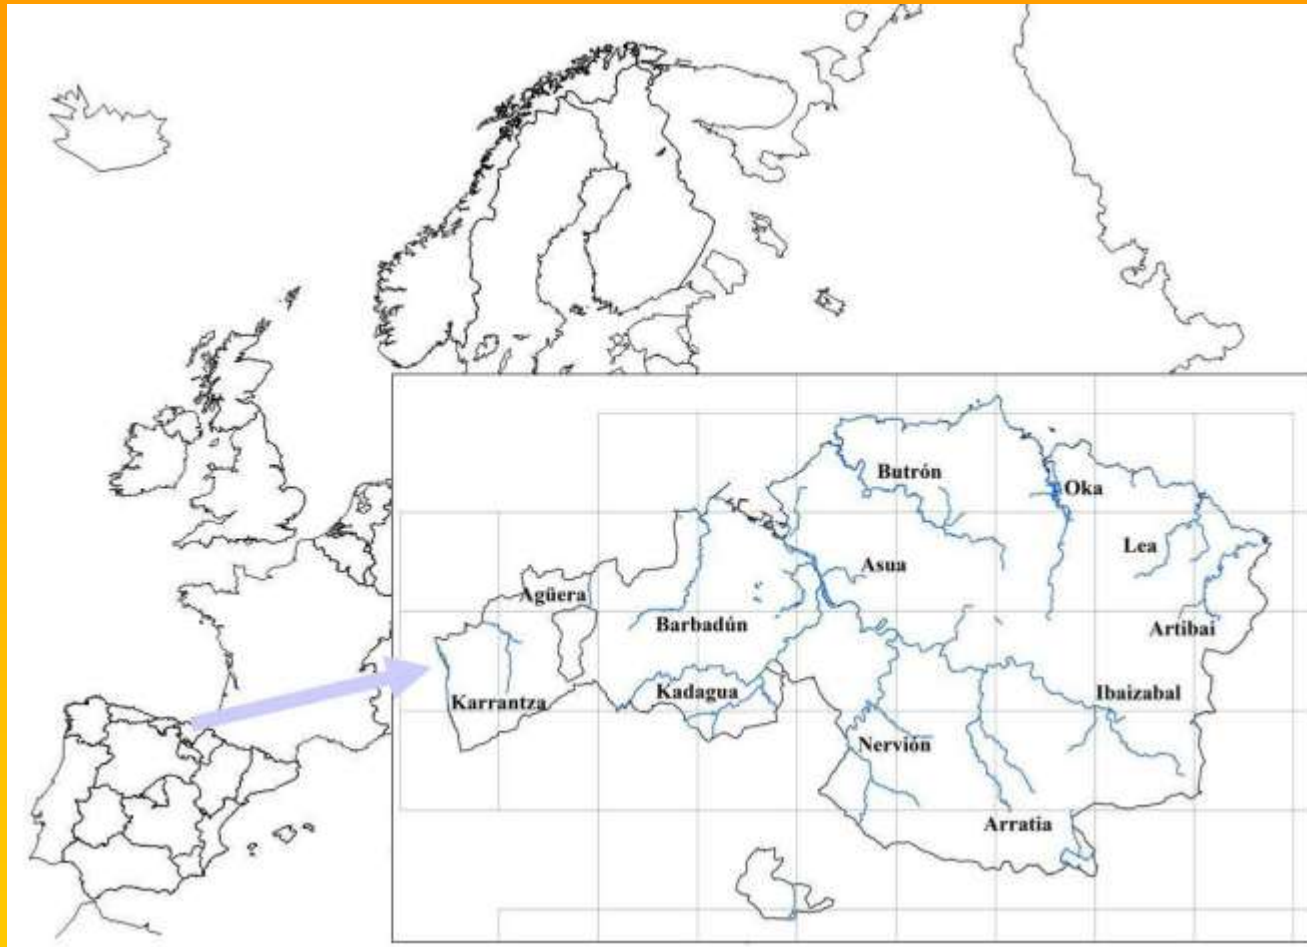 Butrón
Oka
Lea
Asua
Agüera
Barbadún
Artibai
Karrantza
Kadagua
Ibaizabal
Nervión
Arratia